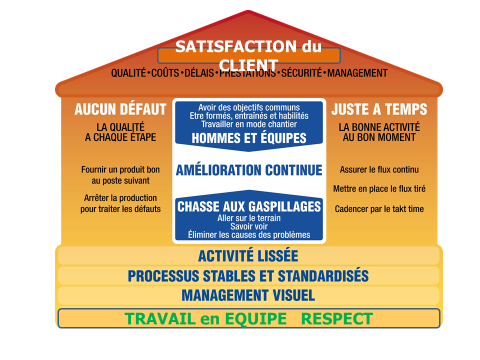 SATISFACTION du
CLIENT
QUALITÉ•COÛTS•DÉLAIS•PRESTATIONS•SÉCURITÉ•MANAGEMENT
AUCUN DÉFAUT
LA QUALITÉ
A CHAQUE ÉTAPE
Fournir un produit bon
au poste suivant
Arrêter la production
pour traiter les défauts
Avoir des objectifs communs
Etre formés, entraînés et habilités
Travailler en mode chantier
HOMMES ET ÉQUIPES
AMÉLIORATION CONTINUE
CHASSE AUX GASPILLAGES
Aller sur le terrain
Savoir voir
Éliminer les causes des problèmes
JUSTE A TEMPS
LA BONNE ACTIVITÉ
AU BON MOMENT
Assurer le flux continu
Mettre en place le flux tiré
Cadencer par le takt time
ACTIVITÉ LISSÉE
PROCESSUS STABLES ET STANDARDISÉS
MANAGEMENT VISUEL
TRAVAIL en EQUIPE RESPECT